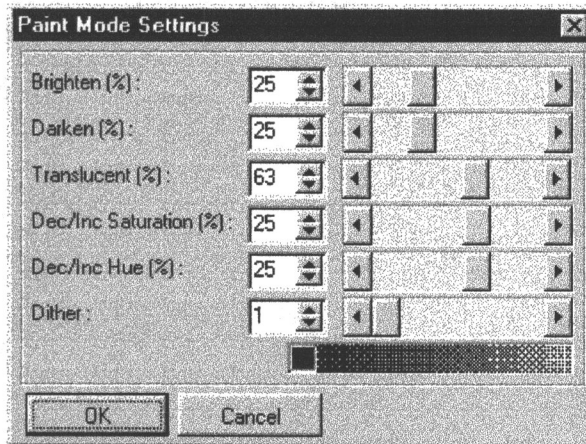 Paint Mode Settings
Brighten (%) : 25
Darken (%) : 25
Translucent (%) : 63
Dec/Inc Saturation (%) : 25
Dec/Inc Hue (%) : 25
Dither : 1
OK Cancel